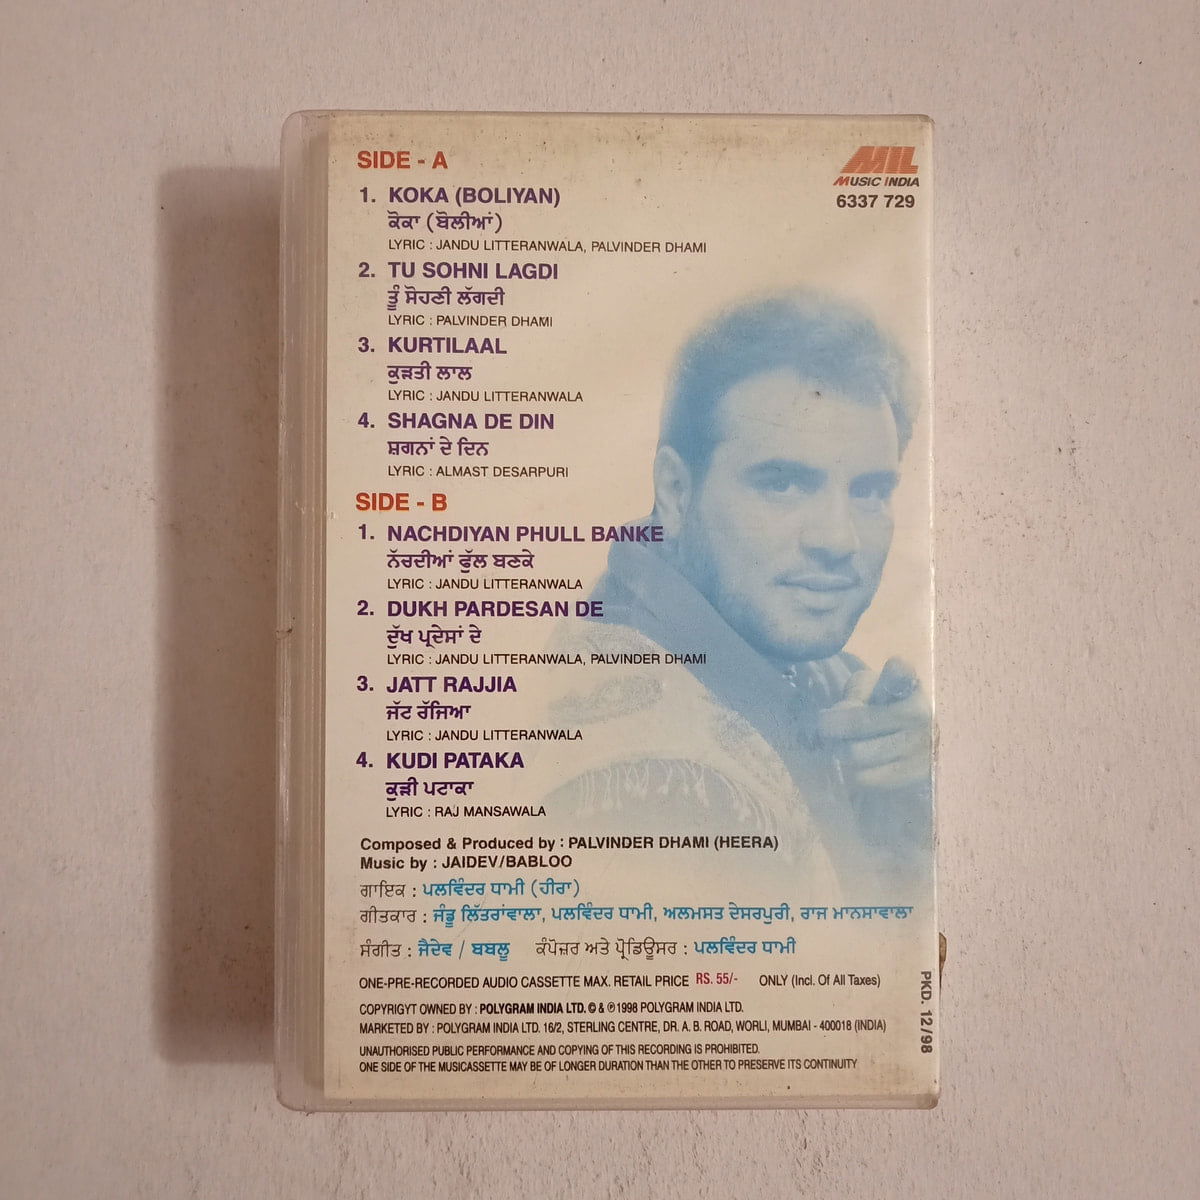 SIDE - A
MIL
MUSIC INDIA
6337 729
1. KOKA (BOLIYAN)
ਕੋਕਾ (ਬੋਲੀਆਂ)
LYRIC : JANDU LITTERANWALA, PALVINDER DHAMI
2. TU SOHNI LAGDI
ਤੂੰ ਸੋਹਣੀ ਲੱਗਦੀ
LYRIC : PALVINDER DHAMI
3. KURTILAAL
ਕੁੜਤੀ ਲਾਲ
LYRIC : JANDU LITTERANWALA
4. SHAGNA DE DIN
ਸ਼ਗਨਾਂ ਦੇ ਦਿਨ
LYRIC : ALMAST DESARPURI
SIDE - B
1. NACHDIYAN PHULL BANKE
ਨੱਚਦੀਆਂ ਫੁੱਲ ਬਣਕੇ
LYRIC : JANDU LITTERANWALA
2. DUKH PARDESAN DE
ਦੁੱਖ ਪ੍ਰਦੇਸਾਂ ਦੇ
LYRIC : JANDU LITTERANWALA, PALVINDER DHAMI
3. JATT RAJJIA
ਜੱਟ ਰੱਜਿਆ
LYRIC : JANDU LITTERANWALA
4. KUDI PATAKA
ਕੁੜੀ ਪਟਾਕਾ
LYRIC : RAJ MANSAWALA
Composed & Produced by : PALVINDER DHAMI (HEERA)
Music by : JAIDEV/BABLOO
ਗਾਇਕ : ਪਲਵਿੰਦਰ ਧਾਮੀ (ਹੀਰਾ)
ਗੀਤਕਾਰ : ਜੰਡੂ ਲਿੱਤਰਾਂਵਾਲਾ, ਪਲਵਿੰਦਰ ਧਾਮੀ, ਅਲਮਸਤ ਦੇਸਰਪੁਰੀ, ਰਾਜ ਮਾਨਸਾਵਾਲਾ
ਸੰਗੀਤ : ਜੈਦੇਵ / ਬਬਲੂ ਕੰਪੋਜ਼ਰ ਅਤੇ ਪ੍ਰੋਡਿਊਸਰ : ਪਲਵਿੰਦਰ ਧਾਮੀ
ONE-PRE-RECORDED AUDIO CASSETTE MAX. RETAIL PRICE RS. 55/- ONLY (Incl. Of All Taxes)
COPYRIGYT OWNED BY : POLYGRAM INDIA LTD. © & ℗ 1998 POLYGRAM INDIA LTD.
MARKETED BY : POLYGRAM INDIA LTD. 16/2, STERLING CENTRE, DR. A. B. ROAD, WORLI, MUMBAI - 400018 (INDIA)
UNAUTHORISED PUBLIC PERFORMANCE AND COPYING OF THIS RECORDING IS PROHIBITED.
ONE SIDE OF THE MUSICASSETTE MAY BE OF LONGER DURATION THAN THE OTHER TO PRESERVE ITS CONTINUITY
PKD. 12/98